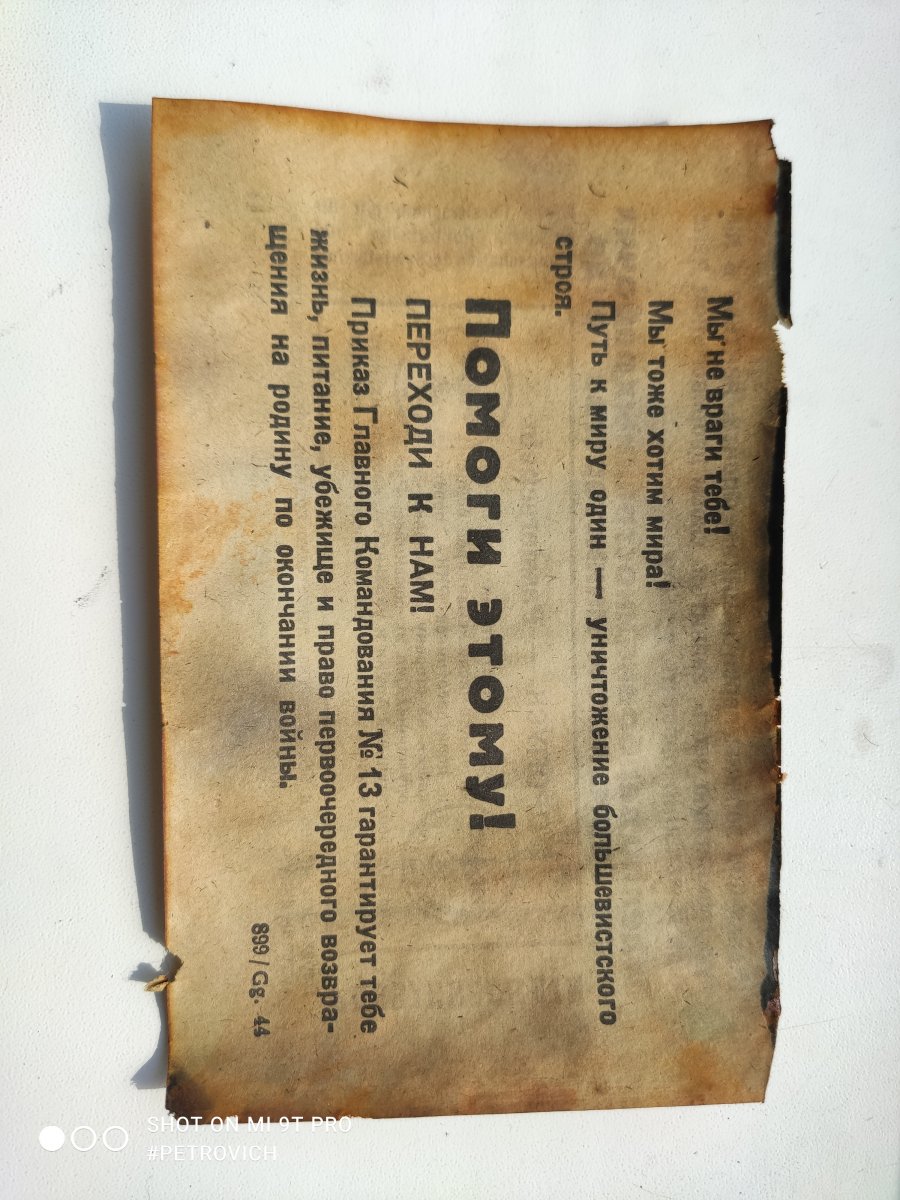 Мы не враги тебе!
Мы тоже хотим мира!
Путь к миру один — уничтожение большевистского
строя.
Помоги этому!
ПЕРЕХОДИ К НАМ!
Приказ Главного Командования № 13 гарантирует тебе
жизнь, питание, убежище и право первоочередного возвра-
щения на родину по окончании войны.
899 / Gg. 44
SHOT ON MI 9T PRO
#PETROVICH